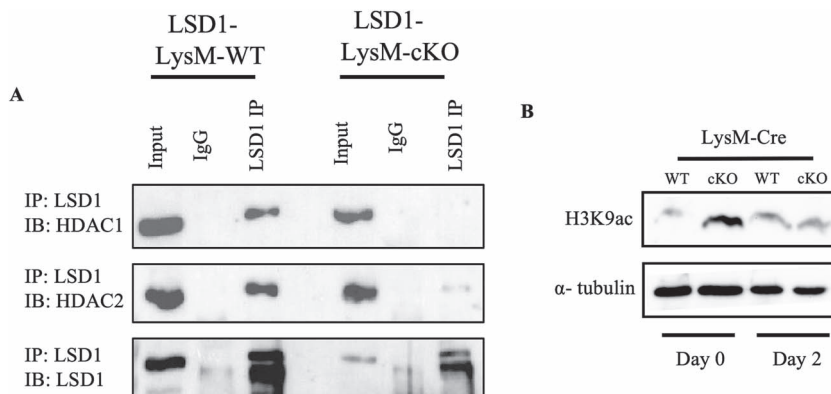 LSD1-
LysM-WT
LSD1-
LysM-cKO
A
Input
IgG
LSD1 IP
Input
IgG
LSD1 IP
IP: LSD1
IB: HDAC1
IP: LSD1
IB: HDAC2
IP: LSD1
IB: LSD1
B
LysM-Cre
WT cKO WT cKO
H3K9ac
α- tubulin
Day 0 Day 2